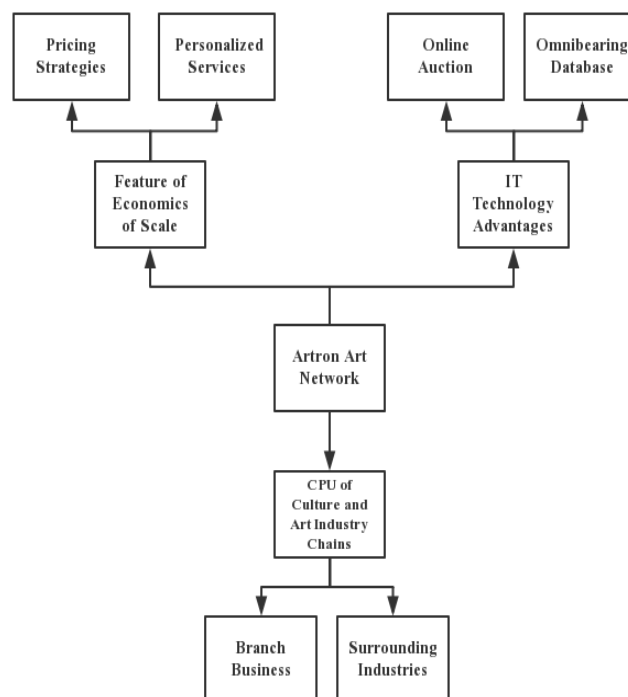 Pricing
Strategies
Personalized
Services
Online
Auction
Omnibearing
Database
Feature of
Economics
of Scale
IT
Technology
Advantages
Artron Art
Network
CPU of
Culture and
Art Industry
Chains
Branch
Business
Surrounding
Industries